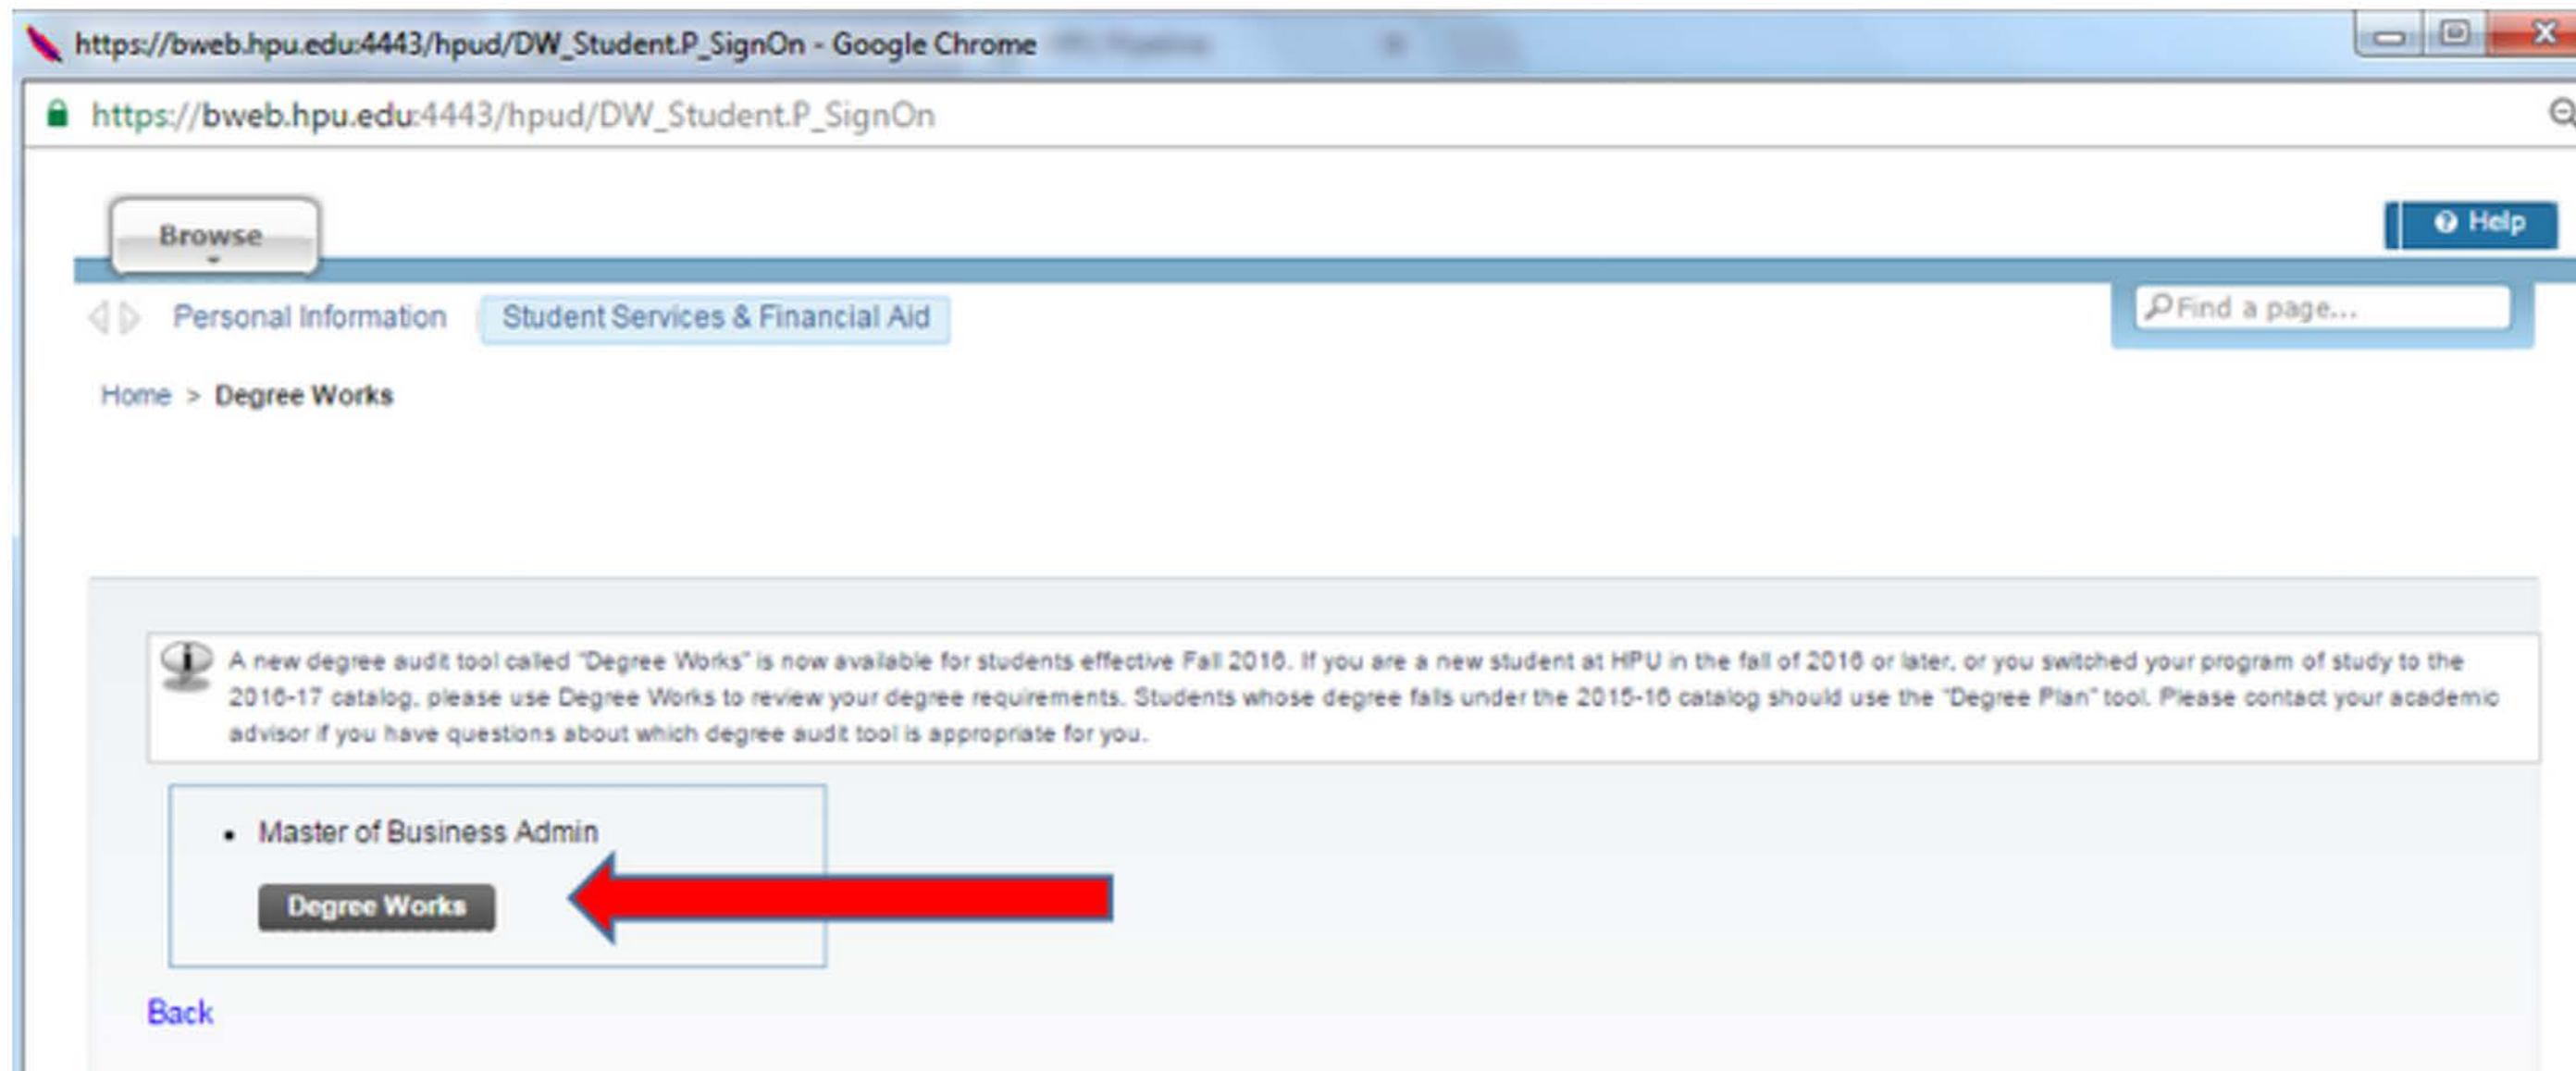 https://bweb.hpu.edu:4443/hpud/DW_Student.P_SignOn - Google Chrome
https://bweb.hpu.edu:4443/hpud/DW_Student.P_SignOn
Browse
Help
Personal Information
Student Services & Financial Aid
Find a page...
Home > Degree Works
A new degree audit tool called "Degree Works" is now available for students effective Fall 2016. If you are a new student at HPU in the fall of 2016 or later, or you switched your program of study to the
2016-17 catalog, please use Degree Works to review your degree requirements. Students whose degree falls under the 2015-16 catalog should use the "Degree Plan" tool. Please contact your academic
advisor if you have questions about which degree audit tool is appropriate for you.
• Master of Business Admin
Degree Works
Back